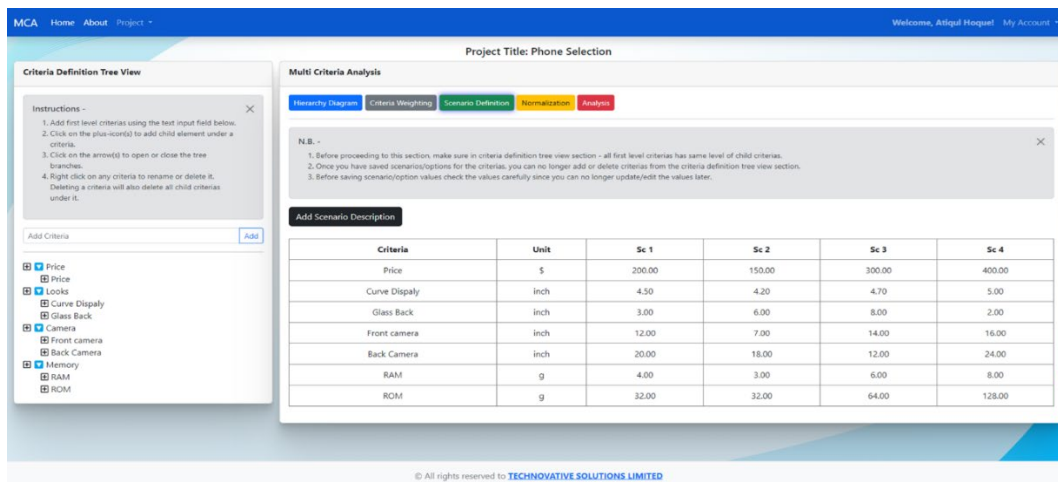 MCA Home About Project Welcome, Atiqul Hoque! My Account
Project Title: Phone Selection
Criteria Definition Tree View
Instructions -
1. Add first level criterias using the text input field below.
2. Click on the plus-icon(s) to add child element under a
criteria.
3. Click on the arrow(s) to open or close the tree
branches.
4. Right click on any criteria to rename or delete it.
Deleting a criteria will also delete all child criterias
under it.
Add Criteria Add
Price
Price
Looks
Curve Dispaly
Glass Back
Camera
Front camera
Back Camera
Memory
RAM
ROM
Multi Criteria Analysis
Hierarchy Diagram Criteria Weighting Scenario Definition Normalization Analysis
N.B. -
1. Before proceeding to this section, make sure in criteria definition tree view section - all first level criterias has same level of child criterias.
2. Once you have saved scenarios/options for the criterias, you can no longer add or delete criterias from the criteria definition tree view section.
3. Before saving scenario/option values check the values carefully since you can no longer update/edit the values later.
Add Scenario Description
Criteria Unit Sc 1 Sc 2 Sc 3 Sc 4
Price $ 200.00 150.00 300.00 400.00
Curve Dispaly inch 4.50 4.20 4.70 5.00
Glass Back inch 3.00 6.00 8.00 2.00
Front camera inch 12.00 7.00 14.00 16.00
Back Camera inch 20.00 18.00 12.00 24.00
RAM g 4.00 3.00 6.00 8.00
ROM g 32.00 32.00 64.00 128.00
© All rights reserved to TECHNOVATIVE SOLUTIONS LIMITED